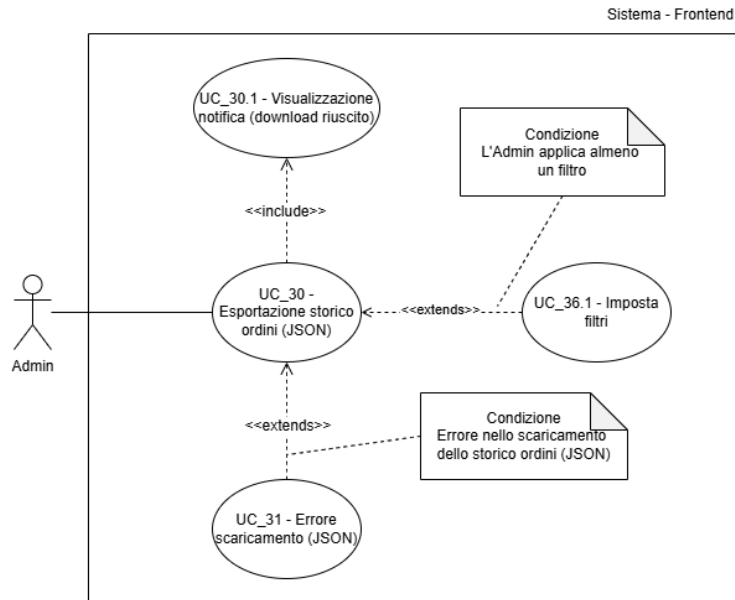 Sistema - Frontend
UC_30.1 - Visualizzazione
notifica (download riuscito)
Condizione
L'Admin applica almeno
un filtro
<<include>>
UC_30 -
Esportazione storico
ordini (JSON)
<<extends>>
UC_36.1 - Imposta
filtri
Admin
<<extends>>
Condizione
Errore nello scaricamento
dello storico ordini (JSON)
UC_31 - Errore
scaricamento (JSON)